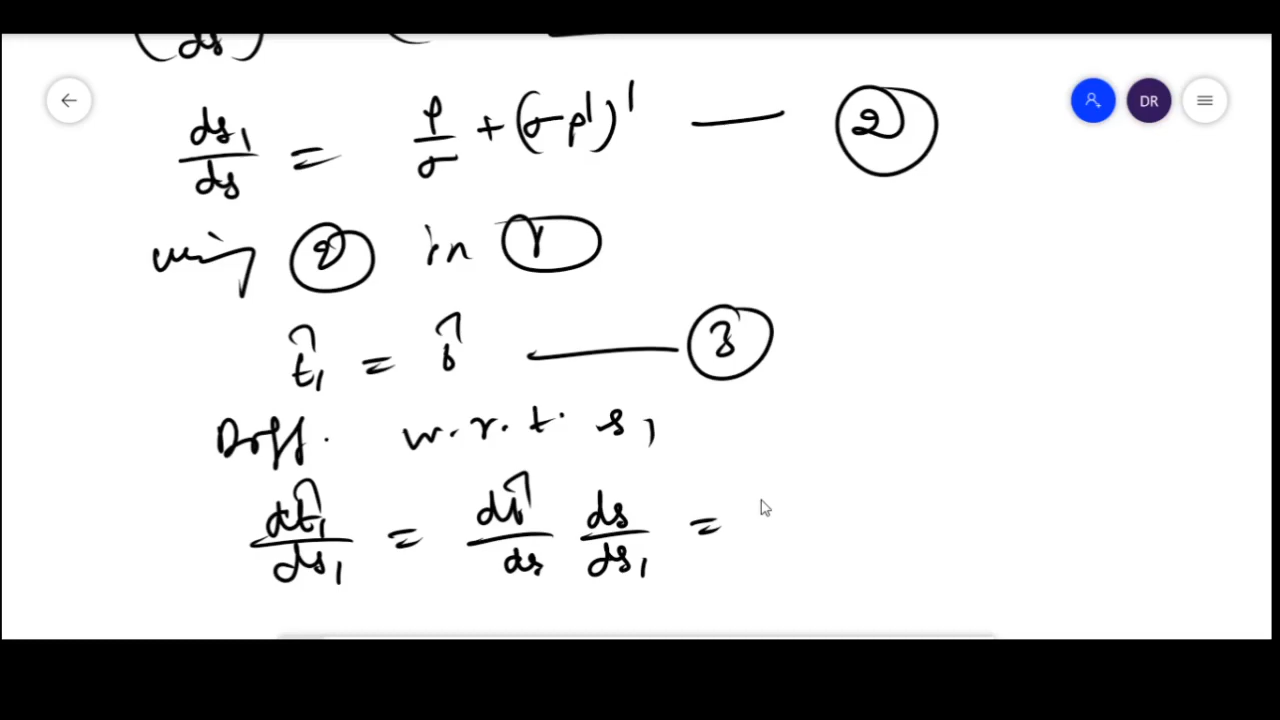 (ds) (
ds₁/ds = ρ/σ + (σρ')' — ②
DR
using ② in ①
t̂₁ = b̂ — ③
Diff. w.r.t. s₁
dt̂₁/ds₁ = db̂/ds ds/ds₁ =